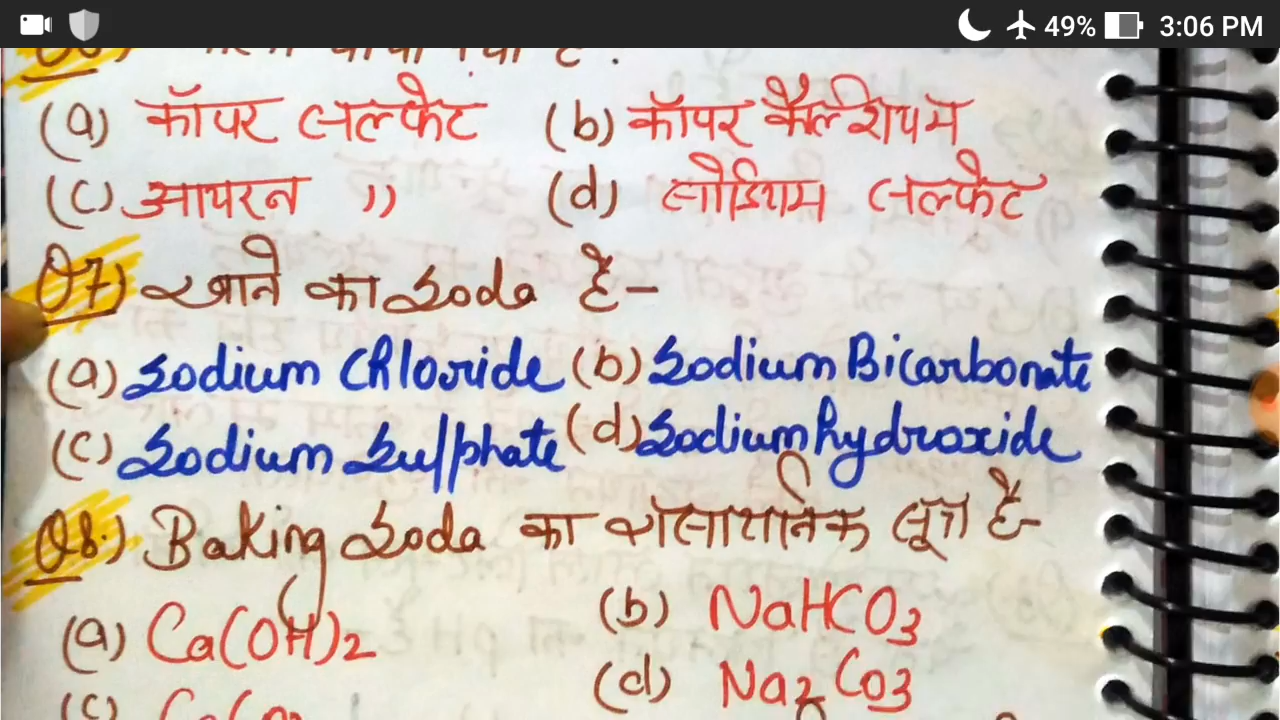 49% 3:06 PM
(a) कॉपर सल्फेट (b) कॉपर कैल्शियम
(c) आयरन " (d) सोडियम सल्फेट
Q7) खाने का Soda है-
(a) Sodium Chloride (b) Sodium Bicarbonate
(c) Sodium Sulphate (d) Sodium hydroxide
Q8.) Baking Soda का रासायनिक सूत्र है-
(a) Ca(OH)2 (b) NaHCO3
(c) (d) Na2CO3